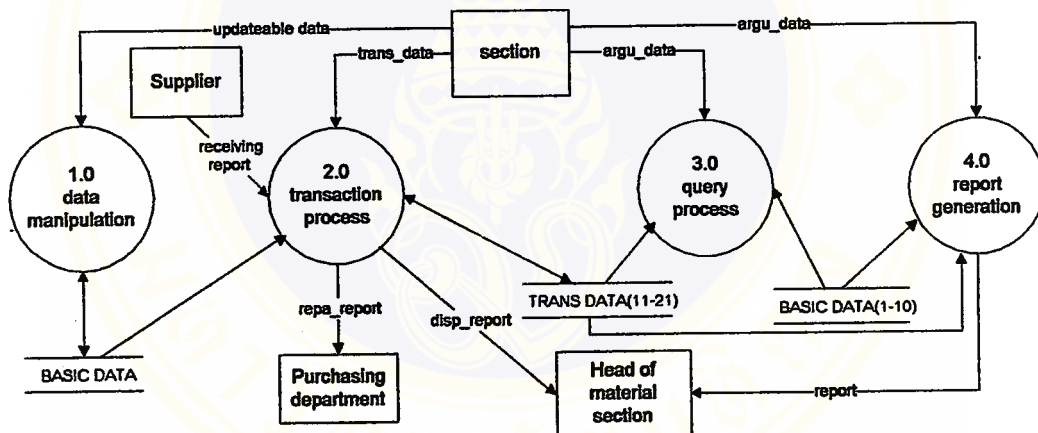 updateable data
section
argu_data
trans_data
argu_data
Supplier
receiving
report
1.0
data
manipulation
2.0
transaction
process
3.0
query
process
4.0
report
generation
repa_report
disp_report
TRANS DATA(11-21)
BASIC DATA(1-10)
BASIC DATA
Purchasing
department
Head of
material
section
report